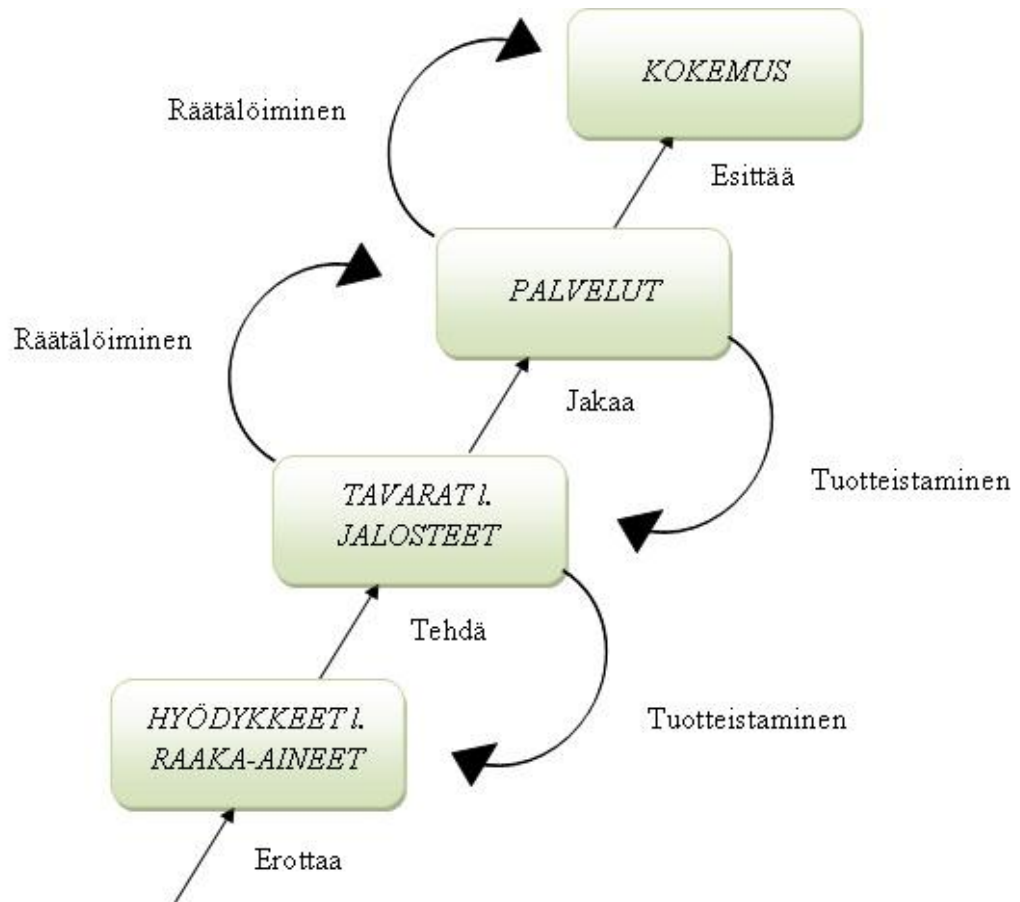 KOKEMUS
Räätälöiminen
Esittää
PALVELUT
Räätälöiminen
Jakaa
Tuotteistaminen
TAVARAT l.
JALOSTEET
Tehdä
Tuotteistaminen
HYÖDYKKEET l.
RAAKA-AINEET
Erottaa